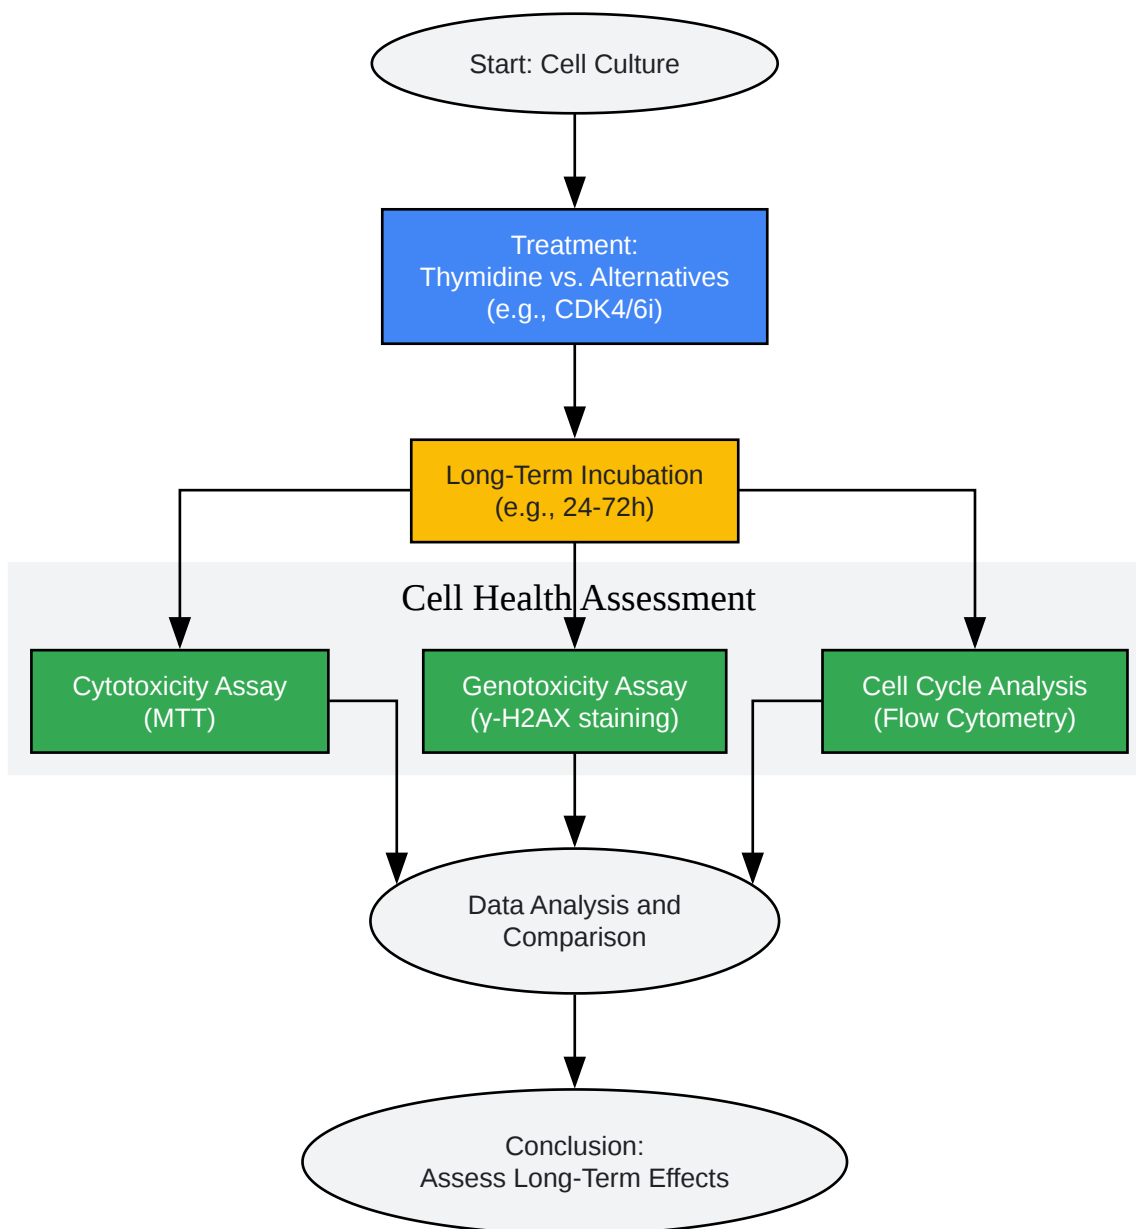 Start: Cell Culture
Treatment:
Thymidine vs. Alternatives
(e.g., CDK4/6i)
Long-Term Incubation
(e.g., 24-72h)
Cell Health Assessment
Cytotoxicity Assay
(MTT)
Genotoxicity Assay
(γ-H2AX staining)
Cell Cycle Analysis
(Flow Cytometry)
Data Analysis and
Comparison
Conclusion:
Assess Long-Term Effects